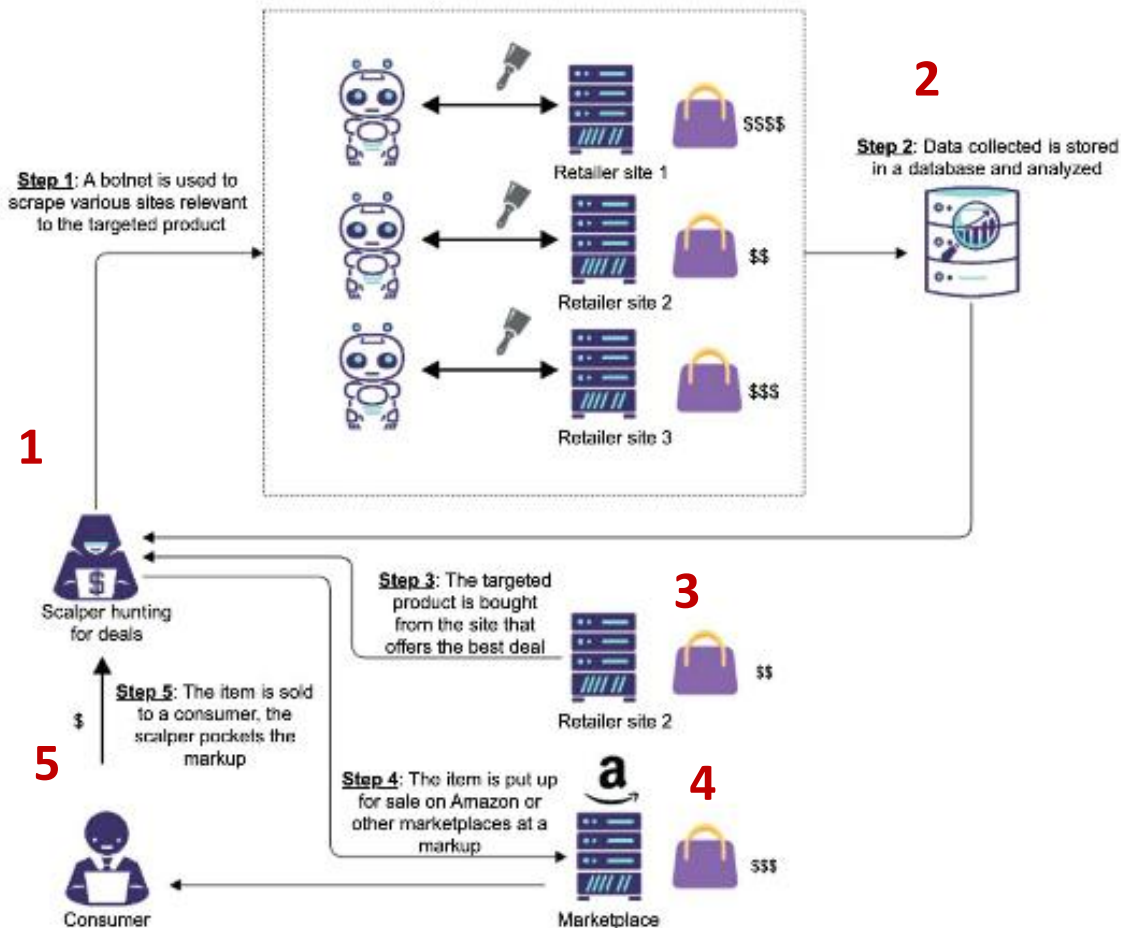 2
$$$$
Retailer site 1
Step 1: A botnet is used to
scrape various sites relevant
to the targeted product
Step 2: Data collected is stored
in a database and analyzed
$$
Retailer site 2
$$$
Retailer site 3
1
$
Scalper hunting
for deals
Step 3: The targeted
product is bought
from the site that
offers the best deal
3
$$
Retailer site 2
Step 5: The item is sold
to a consumer, the
scalper pockets the
markup
$
5
Step 4: The item is put up
for sale on Amazon or
other marketplaces at a
markup
a
4
$$$
Consumer
Marketplace